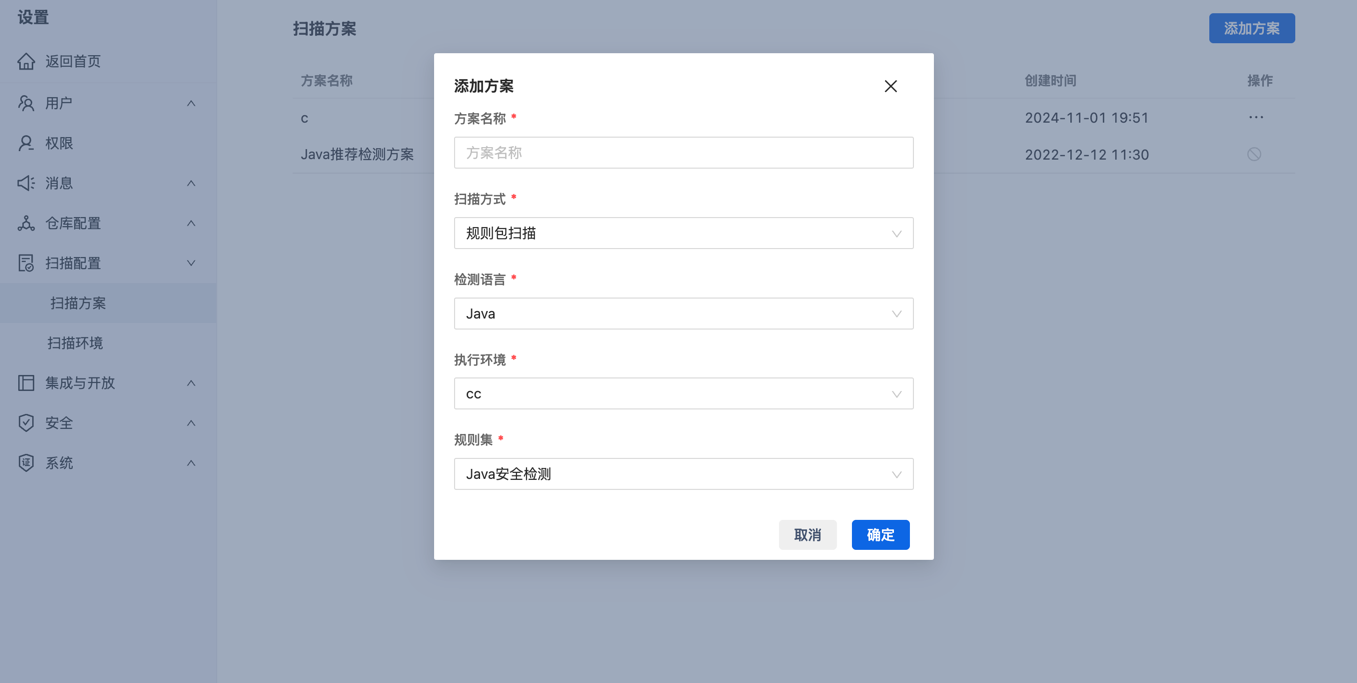 设置
返回首页
用户
权限
消息
仓库配置
扫描配置
扫描方案
扫描环境
集成与开放
安全
系统
扫描方案
添加方案
方案名称
创建时间
操作
c
2024-11-01 19:51
Java推荐检测方案
2022-12-12 11:30
添加方案
方案名称 *
方案名称
扫描方式 *
规则包扫描
检测语言 *
Java
执行环境 *
cc
规则集 *
Java安全检测
取消
确定